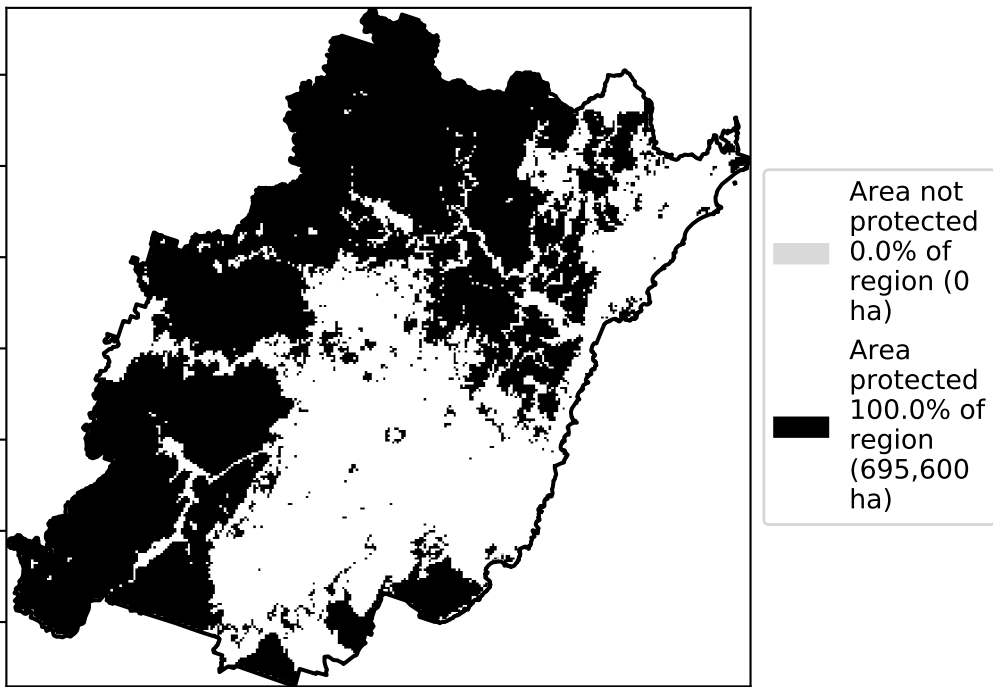 Area not
protected
0.0% of
region (0
ha)
Area
protected
100.0% of
region
(695,600
ha)